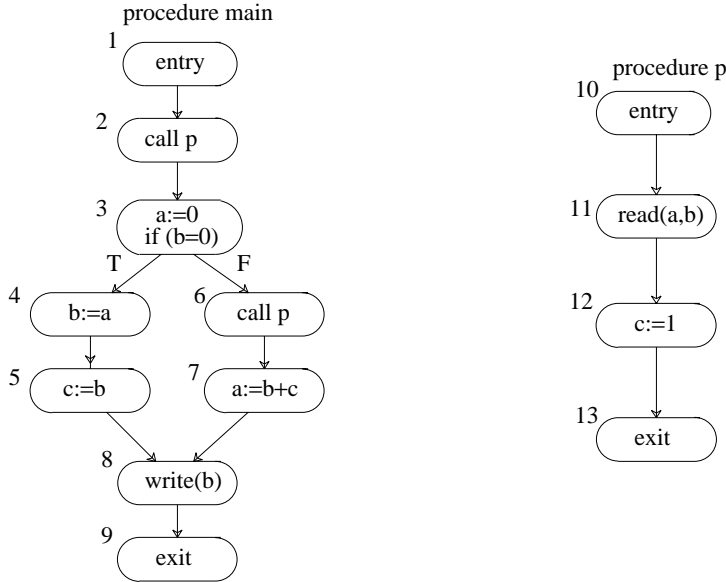 procedure main
1
entry
2
call p
3
a:=0
if (b=0)
T
F
4
b:=a
6
call p
5
c:=b
7
a:=b+c
8
write(b)
9
exit
procedure p
10
entry
11
read(a,b)
12
c:=1
13
exit